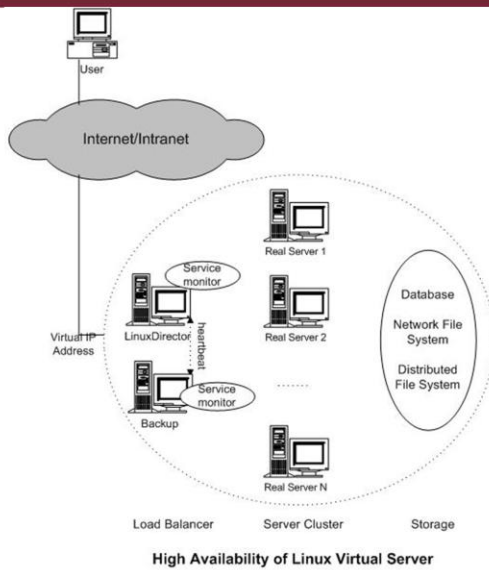 User
Internet/Intranet
Real Server 1
Service
monitor
LinuxDirector
Real Server 2
Virtual IP
Address
heartbeat
Backup
Service
monitor
Real Server N
Database
Network File
System
Distributed
File System
Load Balancer
Server Cluster
Storage
High Availability of Linux Virtual Server